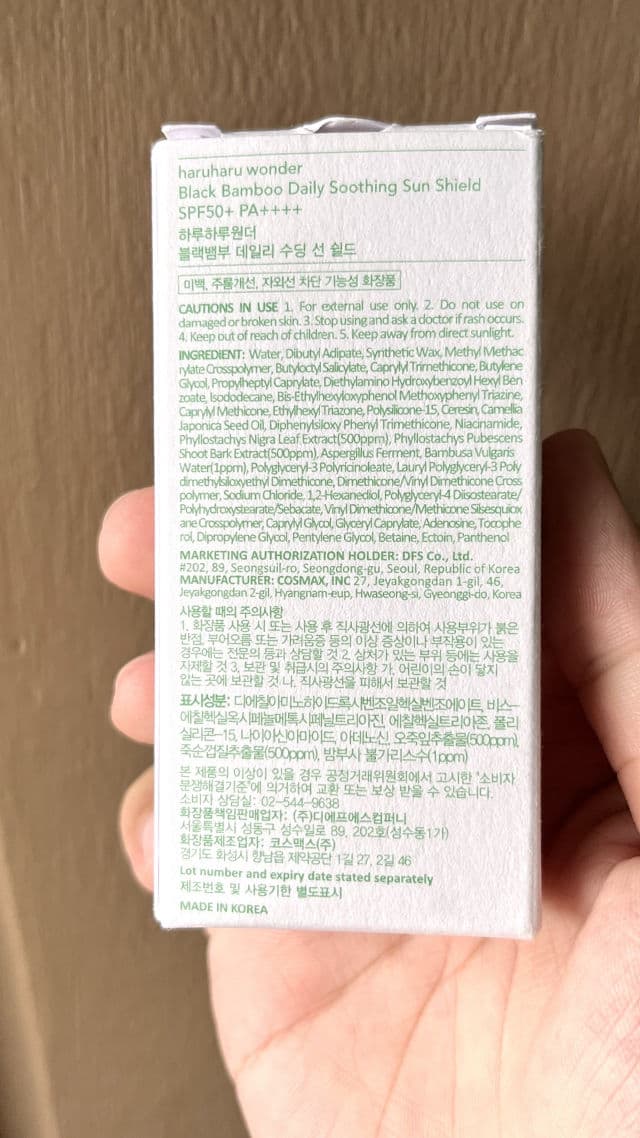 haruharu wonder
Black Bamboo Daily Soothing Sun Shield
SPF50+ PA++++
하루하루원더
블랙뱀부 데일리 수딩 선 쉴드
미백, 주름개선, 자외선 차단 기능성 화장품
CAUTIONS IN USE 1. For external use only. 2. Do not use on
damaged or broken skin. 3. Stop using and ask a doctor if rash occurs.
4. Keep out of reach of children. 5. Keep away from direct sunlight.
INGREDIENT: Water, Dibutyl Adipate, Synthetic Wax, Methyl Methac
rylate Crosspolymer, Butyloctyl Salicylate, Caprylyl Trimethicone, Butylene
Glycol, Propylheptyl Caprylate, Diethylamino Hydroxybenzoyl Hexyl Ben
zoate, Isododecane, Bis-Ethylhexyloxyphenol Methoxyphenyl Triazine,
Caprylyl Methicone, Ethylhexyl Triazone, Polysilicone-15, Ceresin, Camellia
Japonica Seed Oil, Diphenylsiloxy Phenyl Trimethicone, Niacinamide,
Phyllostachys Nigra Leaf Extract(500ppm), Phyllostachys Pubescens
Shoot Bark Extract(500ppm), Aspergillus Ferment, Bambusa Vulgaris
Water(1ppm), Polyglyceryl-3 Polyricinoleate, Lauryl Polyglyceryl-3 Poly
dimethylsiloxyethyl Dimethicone, Dimethicone/Vinyl Dimethicone Cross
polymer, Sodium Chloride, 1,2-Hexanediol, Polyglyceryl-4 Diisostearate/
Polyhydroxystearate/Sebacate, Vinyl Dimethicone/Methicone Silsesquiox
ane Crosspolymer, Caprylyl Glycol, Glyceryl Caprylate, Adenosine, Tocophe
rol, Dipropylene Glycol, Pentylene Glycol, Betaine, Ectoin, Panthenol
MARKETING AUTHORIZATION HOLDER: DFS Co., Ltd.
#202, 89, Seongsuil-ro, Seongdong-gu, Seoul, Republic of Korea
MANUFACTURER: COSMAX, INC 27, Jeyakgongdan 1-gil, 46,
Jeyakgongdan 2-gil, Hyangnam-eup, Hwaseong-si, Gyeonggi-do, Korea
사용할 때의 주의사항
1. 화장품 사용 시 또는 사용 후 직사광선에 의하여 사용부위가 붉은
반점, 부어오름 또는 가려움증 등의 이상 증상이나 부작용이 있는
경우에는 전문의 등과 상담할 것 2. 상처가 있는 부위 등에는 사용을
자제할 것 3. 보관 및 취급시의 주의사항 가. 어린이의 손이 닿지
않는 곳에 보관할 것 나. 직사광선을 피해서 보관할 것
표시성분: 디에칠아미노하이드록시벤조일헥실벤조에이트, 비스-
에칠헥실옥시페놀메톡시페닐트리아진, 에칠헥실트리아존, 폴리
실리콘-15, 나이아신아마이드, 아데노신, 오죽잎추출물(500ppm),
죽순껍질추출물(500ppm), 밤부사 불가리스수(1ppm)
본 제품의 이상이 있을 경우 공정거래위원회에서 고시한 "소비자
분쟁해결기준"에 의거하여 교환 또는 보상 받을 수 있습니다.
소비자 상담실: 02-544-9638
화장품책임판매업자: (주)디에프에스컴퍼니
서울특별시 성동구 성수일로 89, 202호(성수동1가)
화장품제조업자: 코스맥스(주)
경기도 화성시 향남읍 제약공단 1길 27, 2길 46
Lot number and expiry date stated separately
제조번호 및 사용기한 별도표시
MADE IN KOREA